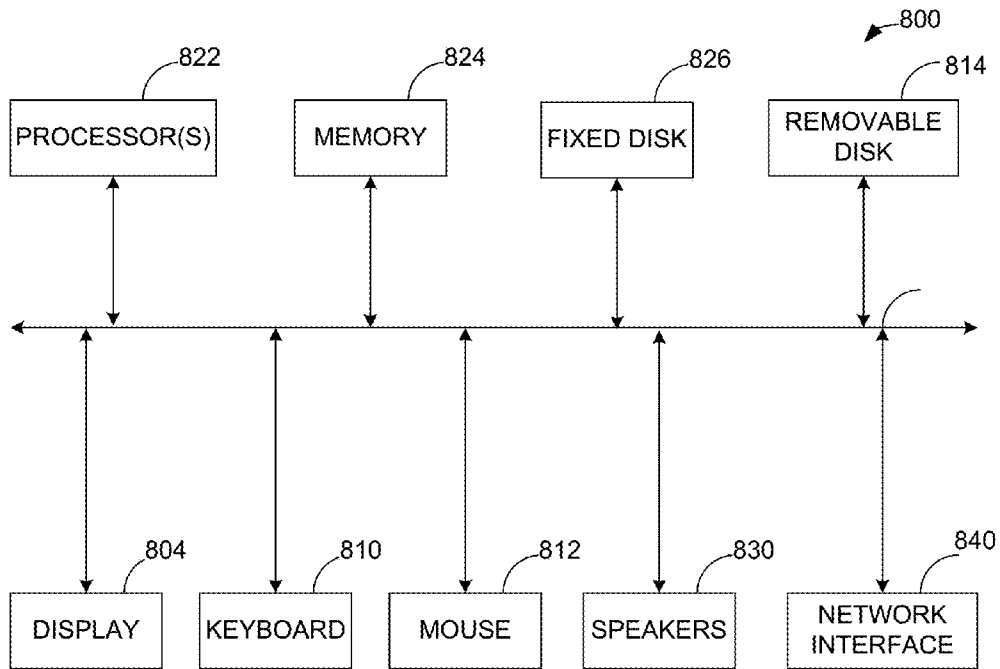 800
822
824
826
814
PROCESSOR(S)
MEMORY
FIXED DISK
REMOVABLE
DISK
804
810
812
830
840
DISPLAY
KEYBOARD
MOUSE
SPEAKERS
NETWORK
INTERFACE